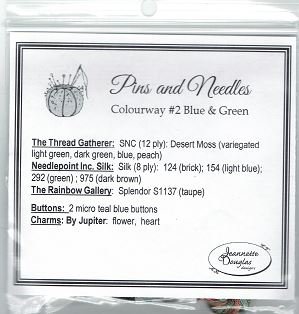 Pins and Needles
Colourway #2 Blue & Green
The Thread Gatherer: SNC (12 ply): Desert Moss (variegated
light green, dark green, blue, peach)
Needlepoint Inc. Silk: Silk (8 ply): 124 (brick); 154 (light blue);
292 (green) ; 975 (dark brown)
The Rainbow Gallery: Splendor S1137 (taupe)
Buttons: 2 micro teal blue buttons
Charms: By Jupiter: flower, heart
Jeannette
Douglas
designs